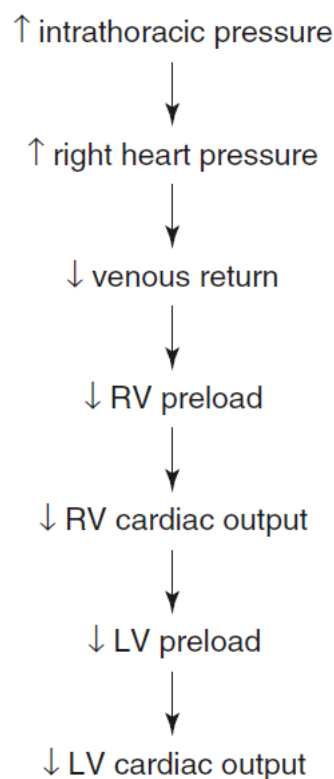 ↑ intrathoracic pressure
↑ right heart pressure
↓ venous return
↓ RV preload
↓ RV cardiac output
↓ LV preload
↓ LV cardiac output